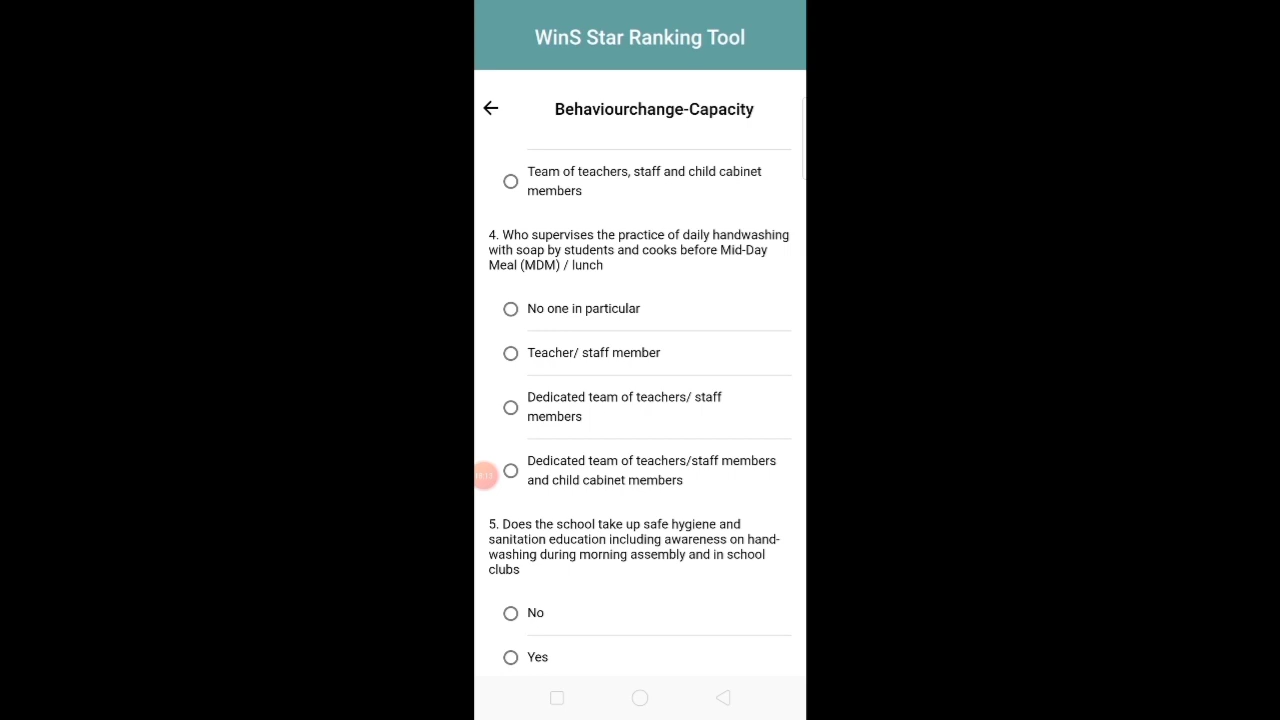 WinS Star Ranking Tool
Behaviourchange-Capacity
Team of teachers, staff and child cabinet
members
4. Who supervises the practice of daily handwashing
with soap by students and cooks before Mid-Day
Meal (MDM) / lunch
No one in particular
Teacher/ staff member
Dedicated team of teachers/ staff
members
Dedicated team of teachers/staff members
and child cabinet members
5. Does the school take up safe hygiene and
sanitation education including awareness on hand-
washing during morning assembly and in school
clubs
No
Yes